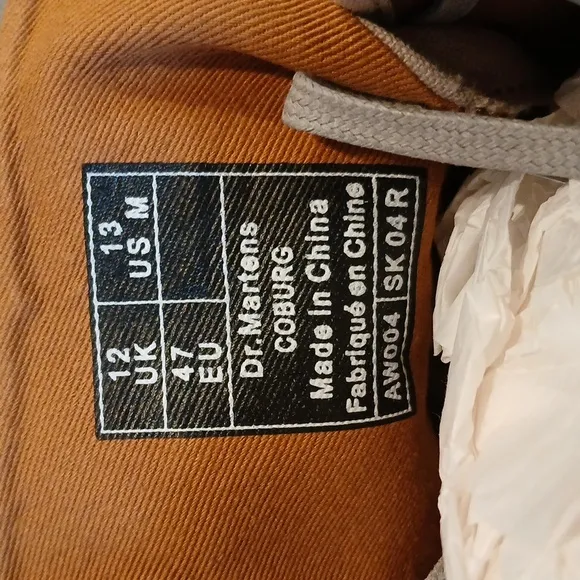 12 UK 13 US M
47 EU
Dr.Martens
COBURG
Made in China
Fabriqué en Chine
AW004 SK 04 R